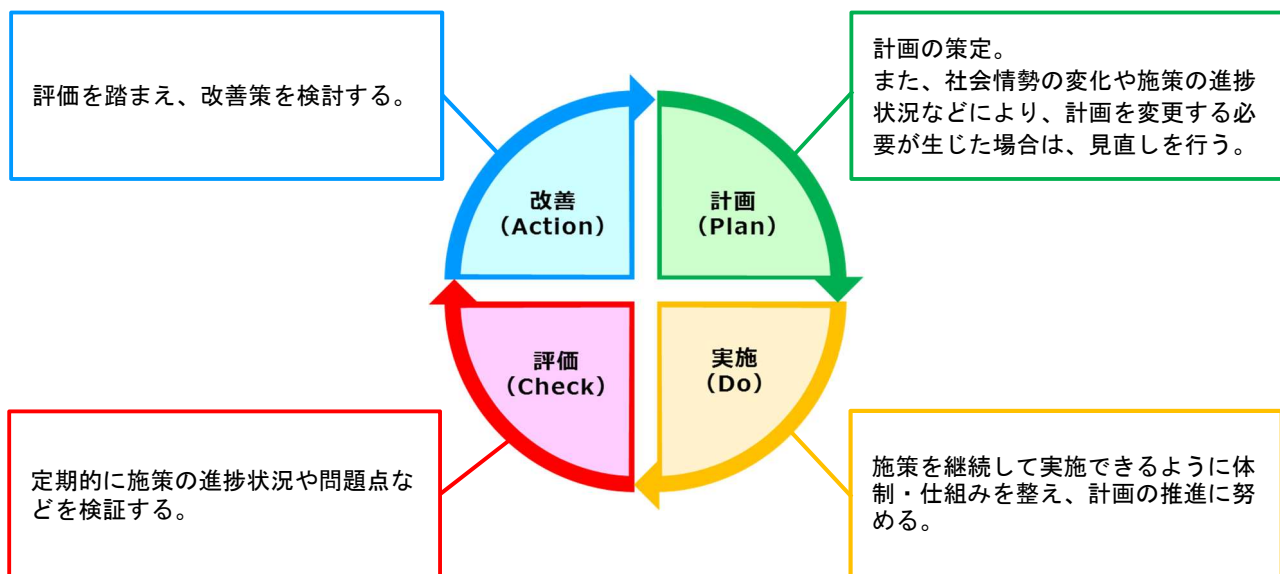 評価を踏まえ、改善策を検討する。
計画の策定。
また、社会情勢の変化や施策の進捗
状況などにより、計画を変更する必
要が生じた場合は、見直しを行う。
改善
（Action）
計画
（Plan）
評価
（Check）
実施
（Do）
定期的に施策の進捗状況や問題点な
どを検証する。
施策を継続して実施できるように体
制・仕組みを整え、計画の推進に努
める。